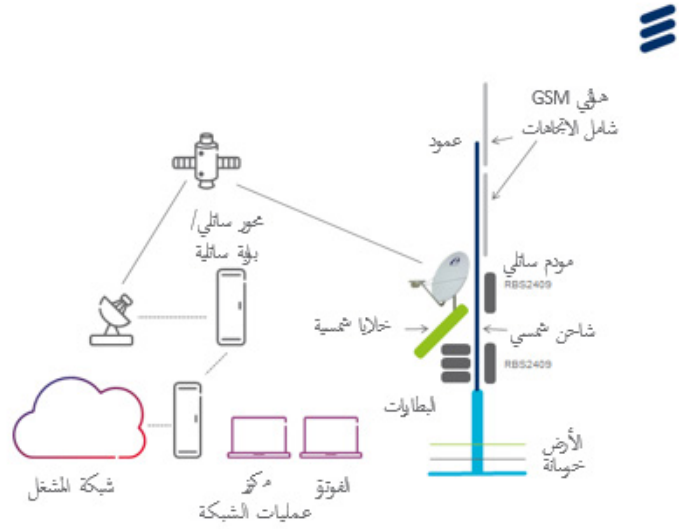 هوائي GSM
شامل الاتجاهات
عمود
محور ساتلي/
بوابة ساتلية
مودم ساتلي
RBS2409
خلايا شمسية
شاحن شمسي
RBS2409
البطاريات
الأرض
خرسانة
شبكة المشغل
مركز
عمليات الشبكة